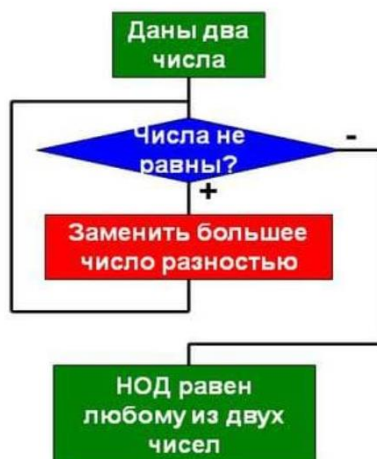 Даны два
числа
Числа не
равны?
-
+
Заменить большее
число разностью
НОД равен
любому из двух
чисел